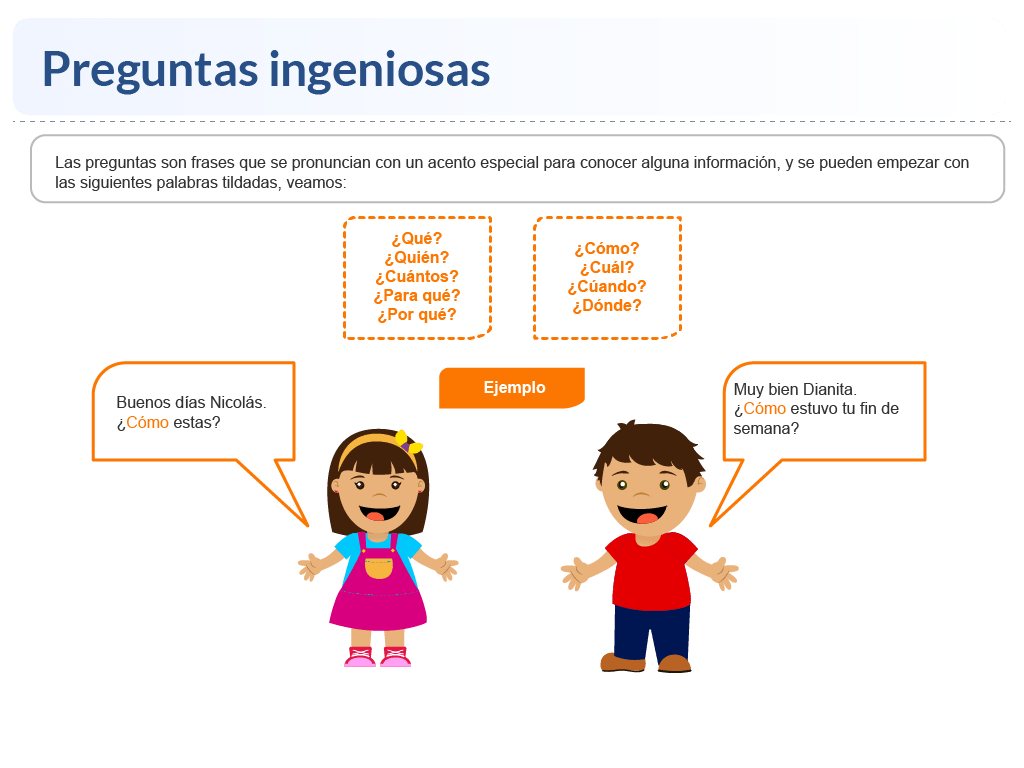 Preguntas ingeniosas
Las preguntas son frases que se pronuncian con un acento especial para conocer alguna información, y se pueden empezar con
las siguientes palabras tildadas, veamos:
¿Qué?
¿Quién?
¿Cuántos?
¿Para qué?
¿Por qué?
¿Cómo?
¿Cuál?
¿Cúando?
¿Dónde?
Ejemplo
Buenos días Nicolás.
¿Cómo estas?
Muy bien Dianita.
¿Cómo estuvo tu fin de
semana?